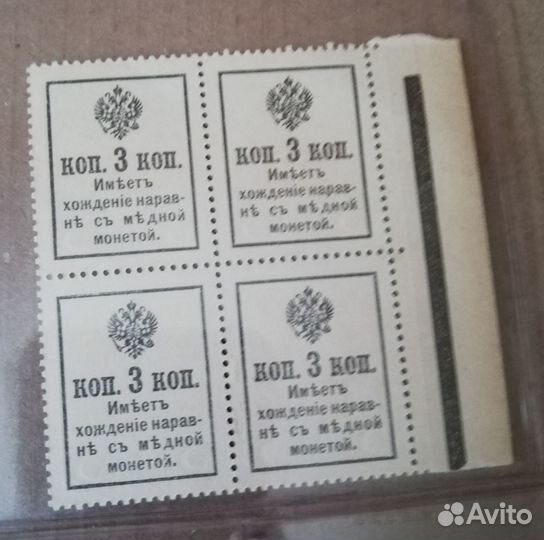 коп. 3 коп.
Имѣетъ
хожденіе нарав-
нѣ съ мѣдной
монетой.
коп. 3 коп.
Имѣетъ
хожденіе нарав-
нѣ съ мѣдной
монетой.
коп. 3 коп.
Имѣетъ
хожденіе нарав-
нѣ съ мѣдной
монетой.
коп. 3 коп.
Имѣетъ
хожденіе нарав-
нѣ съ мѣдной
монетой.
Avito